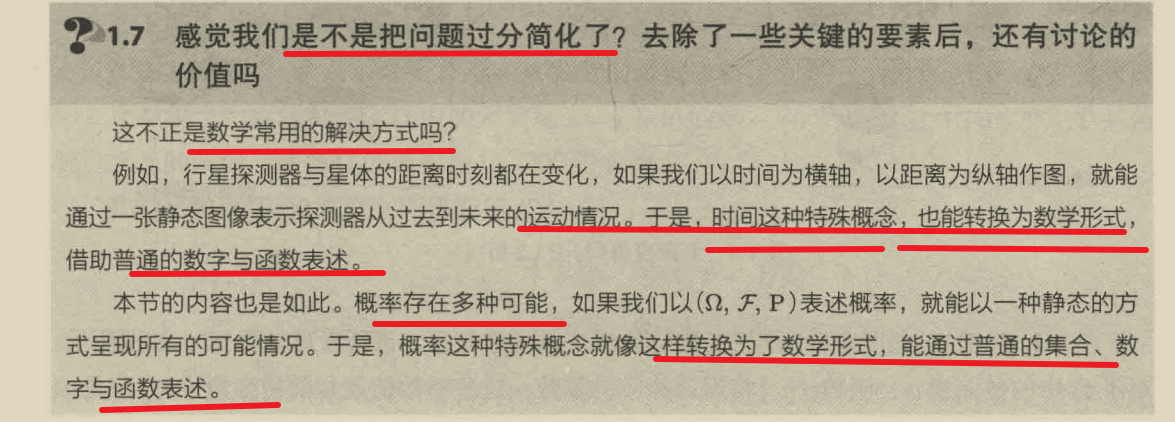 ?1.7 感觉我们是不是把问题过分简化了？去除了一些关键的要素后，还有讨论的
价值吗
这不正是数学常用的解决方式吗？
例如，行星探测器与星体的距离时刻都在变化，如果我们以时间为横轴，以距离为纵轴作图，就能
通过一张静态图像表示探测器从过去到未来的运动情况。于是，时间这种特殊概念，也能转换为数学形式，
借助普通的数字与函数表述。
本节的内容也是如此。概率存在多种可能，如果我们以(Ω, ℱ, P)表述概率，就能以一种静态的方
式呈现所有的可能情况。于是，概率这种特殊概念就像这样转换为了数学形式，能通过普通的集合、数
字与函数表述。